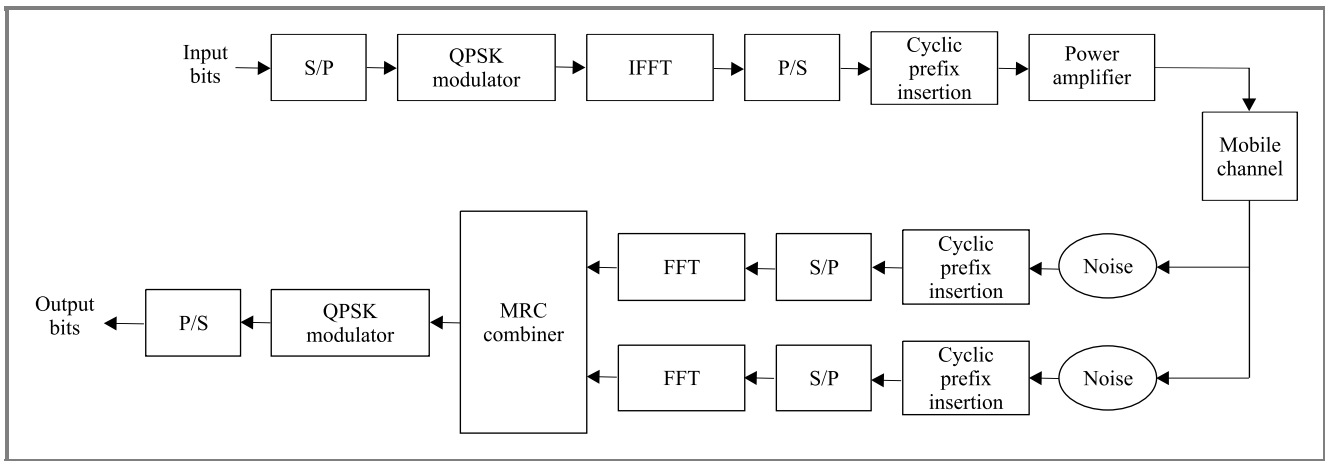 Input
bits
S/P
QPSK
modulator
IFFT
P/S
Cyclic
prefix
insertion
Power
amplifier
Mobile
channel
Output
bits
P/S
QPSK
modulator
MRC
combiner
FFT
S/P
Cyclic
prefix
insertion
Noise
FFT
S/P
Cyclic
prefix
insertion
Noise